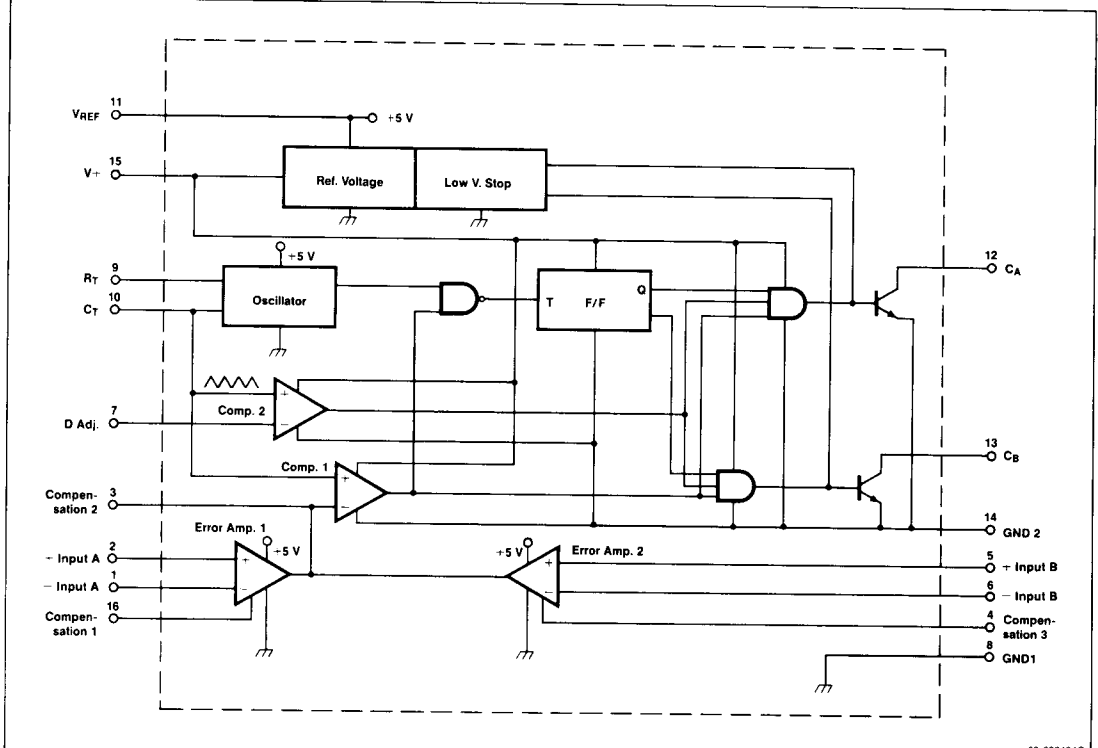 11
VREF
+5 V
15
V+
Ref. Voltage
Low V. Stop
+5 V
9
RT
10
CT
Oscillator
T
F/F
Q
12
CA
7
D Adj.
+
−
Comp. 2
Comp. 1
+
−
13
CB
Compen-
sation 2
3
14
GND 2
Error Amp. 1
+5 V
+5 V
Error Amp. 2
2
− Input A
1
− Input A
+
−
+
−
5
+ Input B
6
− Input B
16
Compen-
sation 1
4
Compen-
sation 3
8
GND1